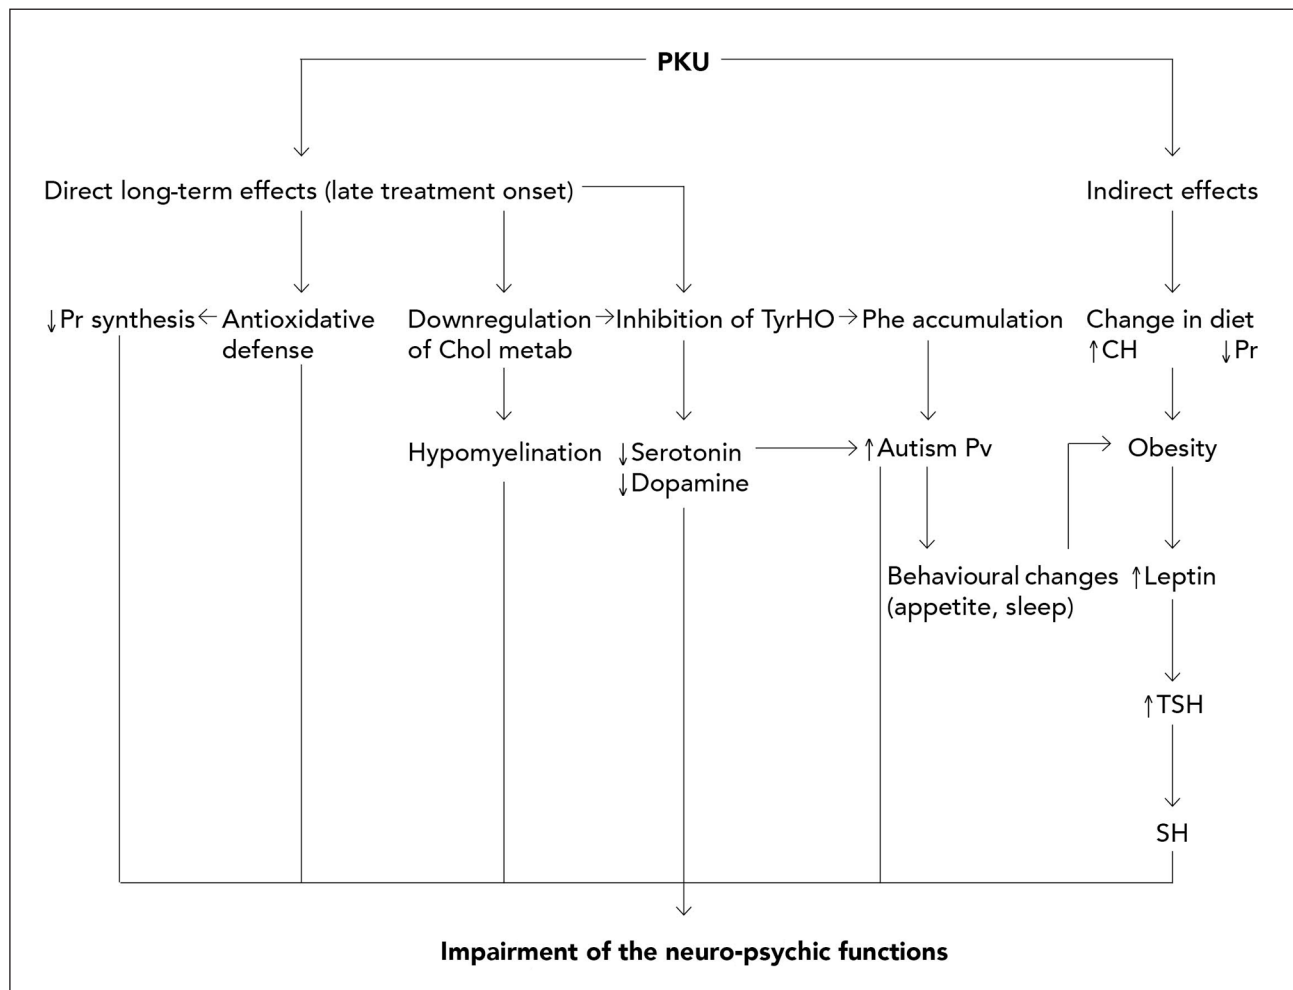 PKU
Direct long-term effects (late treatment onset)
Indirect effects
↓Pr synthesis
Antioxidative
defense
Downregulation
of Chol metab
Inhibition of TyrHO
Phe accumulation
Change in diet
↑CH ↓Pr
Hypomyelination
↓Serotonin
↓Dopamine
↑Autism Pv
Obesity
Behavioural changes
(appetite, sleep)
↑Leptin
↑TSH
SH
Impairment of the neuro-psychic functions